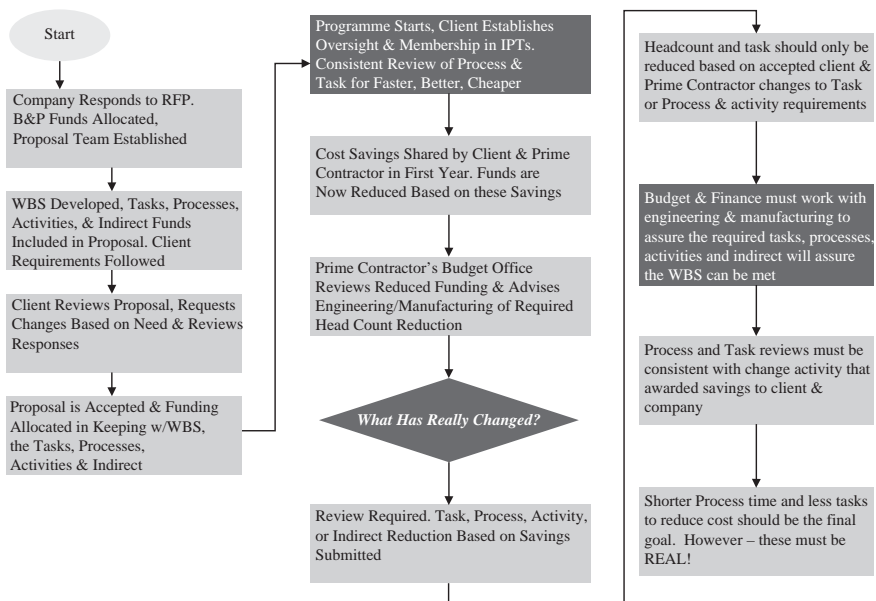 Start
Company Responds to RFP.
B&P Funds Allocated,
Proposal Team Established
WBS Developed, Tasks, Processes,
Activities, & Indirect Funds
Included in Proposal. Client
Requirements Followed
Client Reviews Proposal, Requests
Changes Based on Need & Reviews
Responses
Proposal is Accepted & Funding
Allocated in Keeping w/WBS,
the Tasks, Processes,
Activities & Indirect
Programme Starts, Client Establishes
Oversight & Membership in IPTs.
Consistent Review of Process &
Task for Faster, Better, Cheaper
Cost Savings Shared by Client & Prime
Contractor in First Year. Funds are
Now Reduced Based on these Savings
Prime Contractor's Budget Office
Reviews Reduced Funding & Advises
Engineering/Manufacturing of Required
Head Count Reduction
What Has Really Changed?
Review Required. Task, Process, Activity,
or Indirect Reduction Based on Savings
Submitted
Headcount and task should only be
reduced based on accepted client &
Prime Contractor changes to Task
or Process & activity requirements
Budget & Finance must work with
engineering & manufacturing to
assure the required tasks, processes,
activities and indirect will assure
the WBS can be met
Process and Task reviews must be
consistent with change activity that
awarded savings to client &
company
Shorter Process time and less tasks
to reduce cost should be the final
goal. However – these must be
REAL!